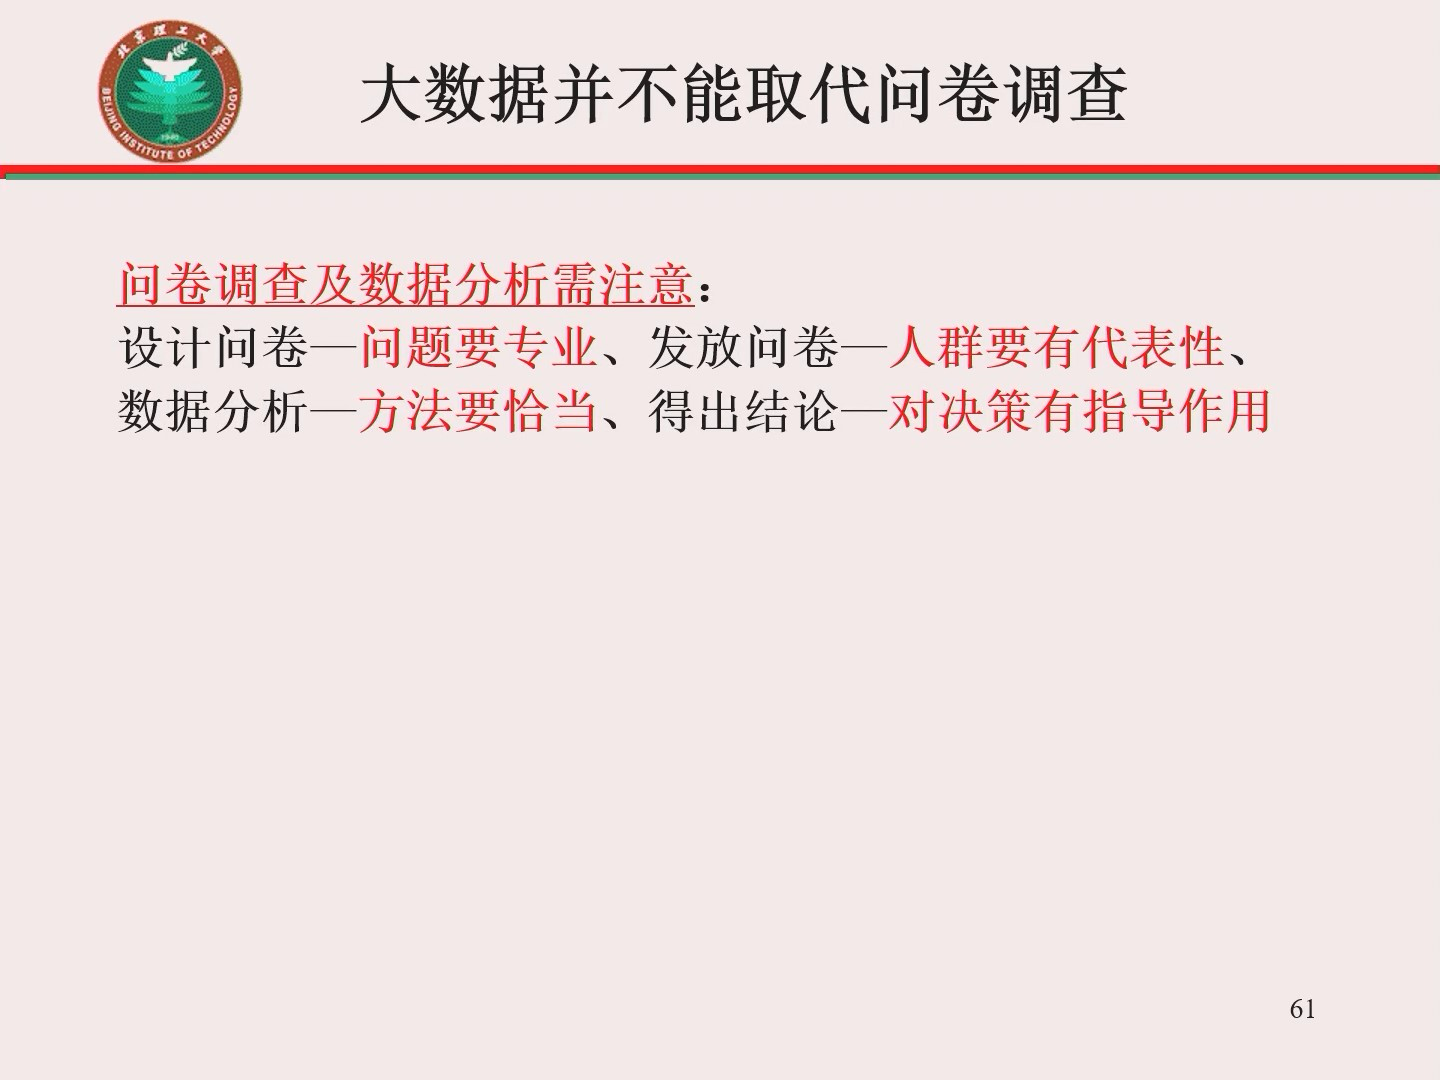 北京理工大学
BEIJING INSTITUTE OF TECHNOLOGY
1940
大数据并不能取代问卷调查
问卷调查及数据分析需注意：
设计问卷—问题要专业、发放问卷—人群要有代表性、
数据分析—方法要恰当、得出结论—对决策有指导作用
61